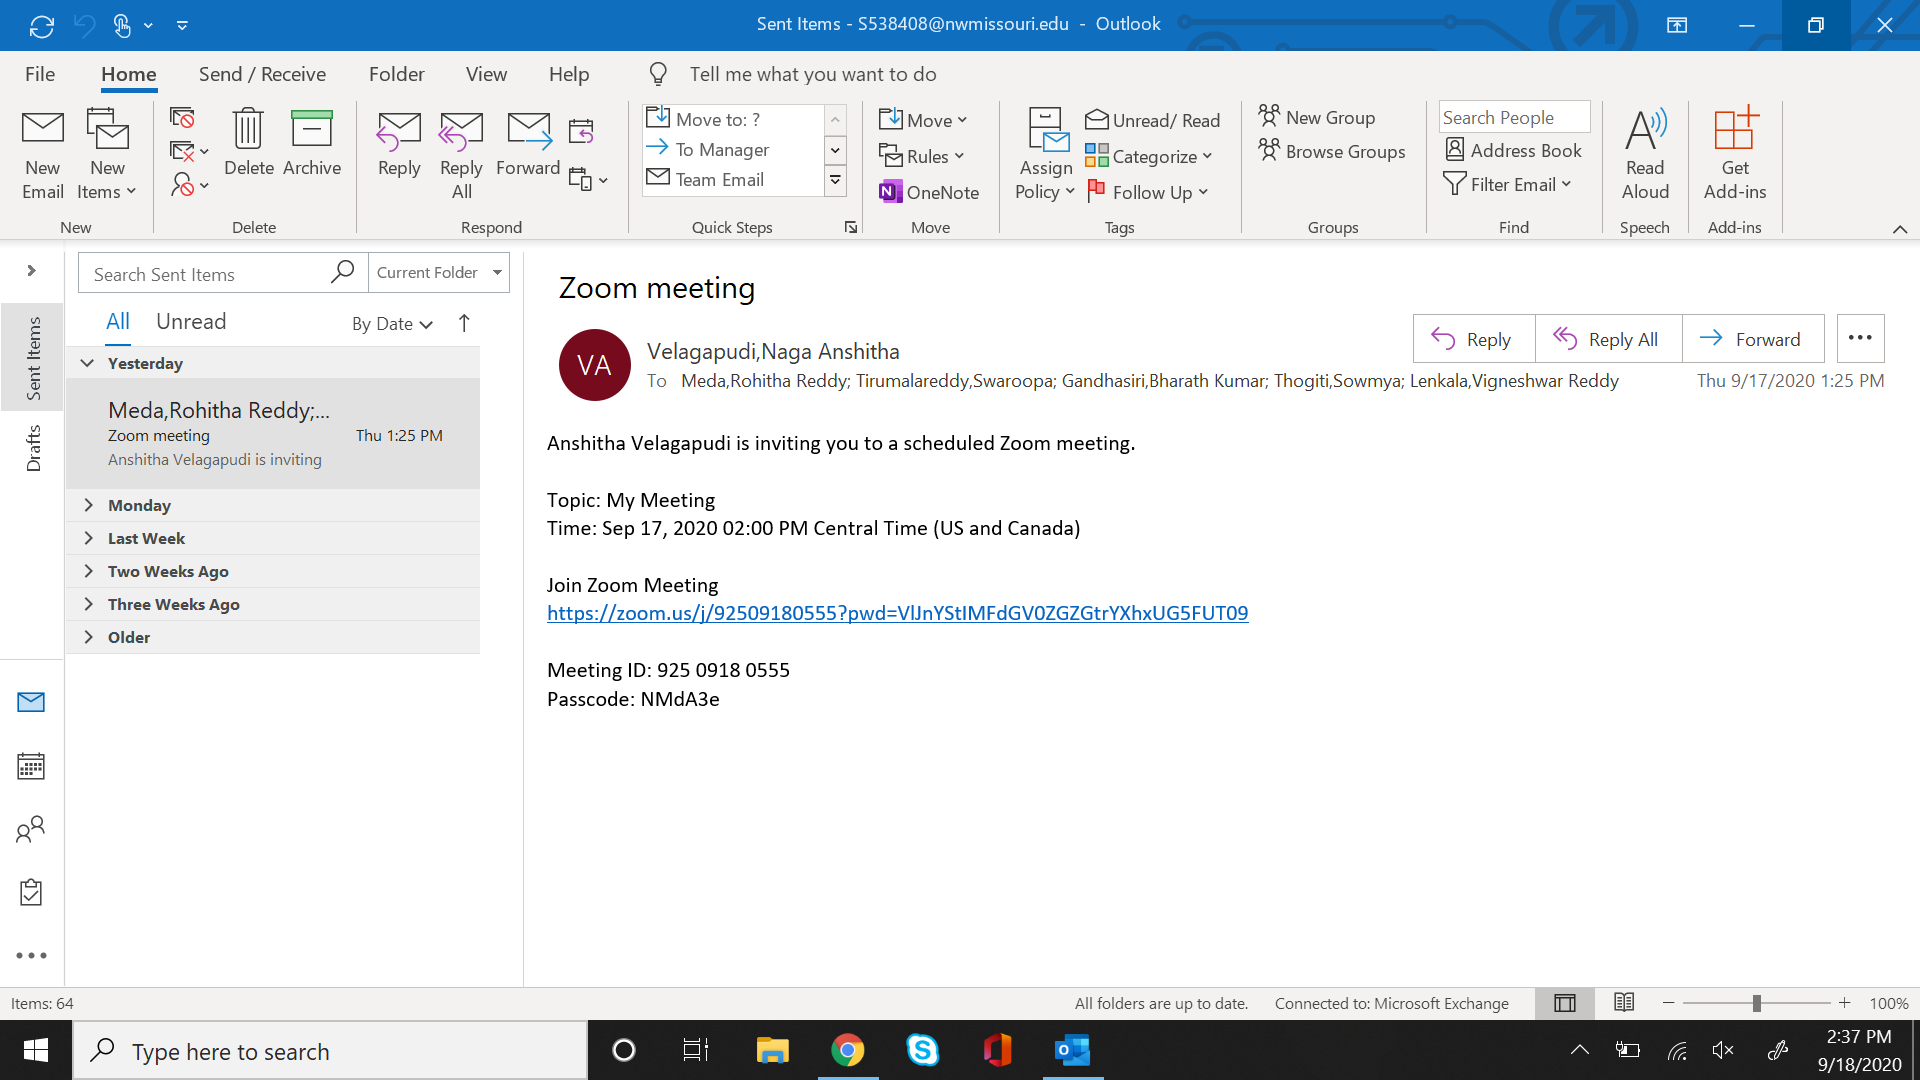 Sent Items - S538408@nwmissouri.edu - Outlook
File Home Send / Receive Folder View Help Tell me what you want to do
New Email
New Items
Delete
Archive
Reply
Reply All
Forward
Move to: ?
To Manager
Team Email
Move
Rules
OneNote
Assign Policy
Unread/ Read
Categorize
Follow Up
New Group
Browse Groups
Search People
Address Book
Filter Email
Read Aloud
Get Add-ins
New Delete Respond Quick Steps Move Tags Groups Find Speech Add-ins
Sent Items
Drafts
Search Sent Items Current Folder
All Unread By Date
Yesterday
Meda,Rohitha Reddy;...
Zoom meeting Thu 1:25 PM
Anshitha Velagapudi is inviting
Monday
Last Week
Two Weeks Ago
Three Weeks Ago
Older
Zoom meeting
VA
Velagapudi,Naga Anshitha
Reply Reply All Forward
To Meda,Rohitha Reddy; Tirumalareddy,Swaroopa; Gandhasiri,Bharath Kumar; Thogiti,Sowmya; Lenkala,Vigneshwar Reddy
Thu 9/17/2020 1:25 PM
Anshitha Velagapudi is inviting you to a scheduled Zoom meeting.
Topic: My Meeting
Time: Sep 17, 2020 02:00 PM Central Time (US and Canada)
Join Zoom Meeting
https://zoom.us/j/92509180555?pwd=VlJnYStIMFdGV0ZGZGtrYXhxUG5FUT09
Meeting ID: 925 0918 0555
Passcode: NMdA3e
Items: 64
All folders are up to date. Connected to: Microsoft Exchange 100%
Type here to search
2:37 PM
9/18/2020